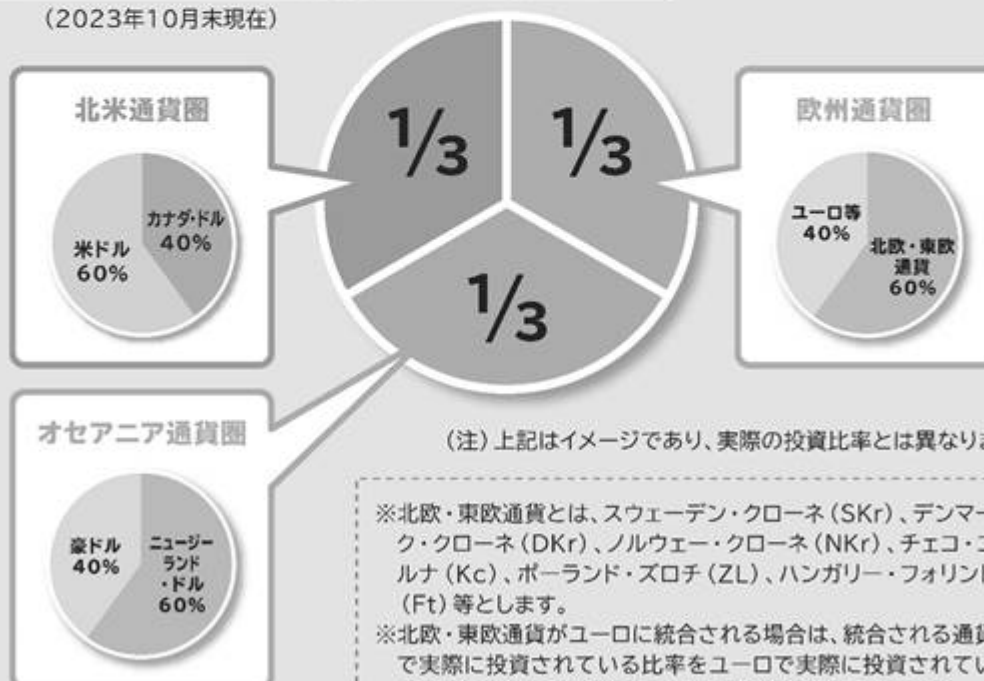 （2023年10月末現在）
北米通貨圏
カナダ・ドル
40%
米ドル
60%
1/3
1/3
1/3
欧州通貨圏
ユーロ等
40%
北欧・東欧
通貨
60%
オセアニア通貨圏
豪ドル
40%
ニュージー
ランド
・ドル
60%
（注）上記はイメージであり、実際の投資比率とは異なりま
※北欧・東欧通貨とは、スウェーデン・クローネ（SKr）、デンマー
ク・クローネ（DKr）、ノルウェー・クローネ（NKr）、チェコ・コ
ルナ（Kc）、ポーランド・ズロチ（ZL）、ハンガリー・フォリント
（Ft）等とします。
※北欧・東欧通貨がユーロに統合される場合は、統合される通貨
で実際に投資されている比率をユーロで実際に投資されてい